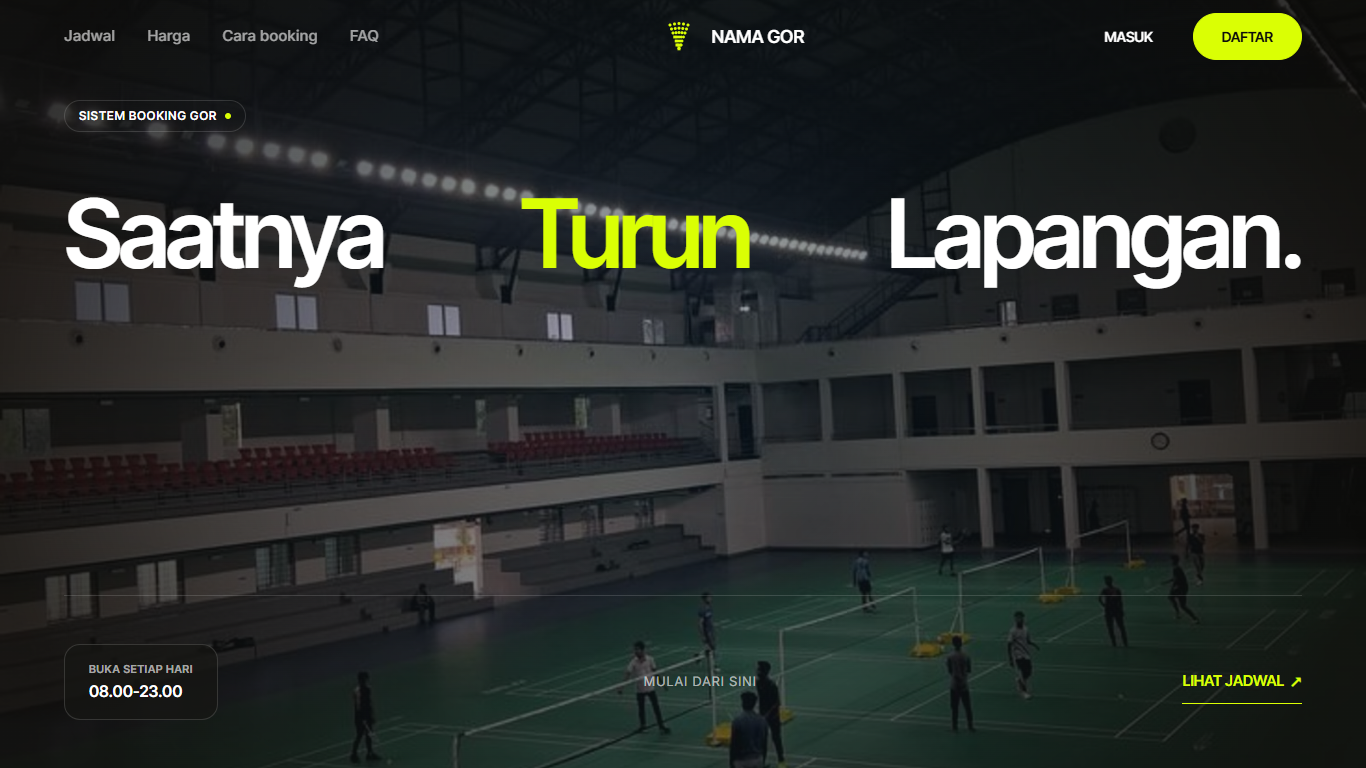 Jadwal Harga Cara booking FAQ NAMA GOR MASUK DAFTAR
SISTEM BOOKING GOR
Saatnya Turun Lapangan.
BUKA SETIAP HARI
08.00-23.00
MULAI DARI SINI
LIHAT JADWAL ↗